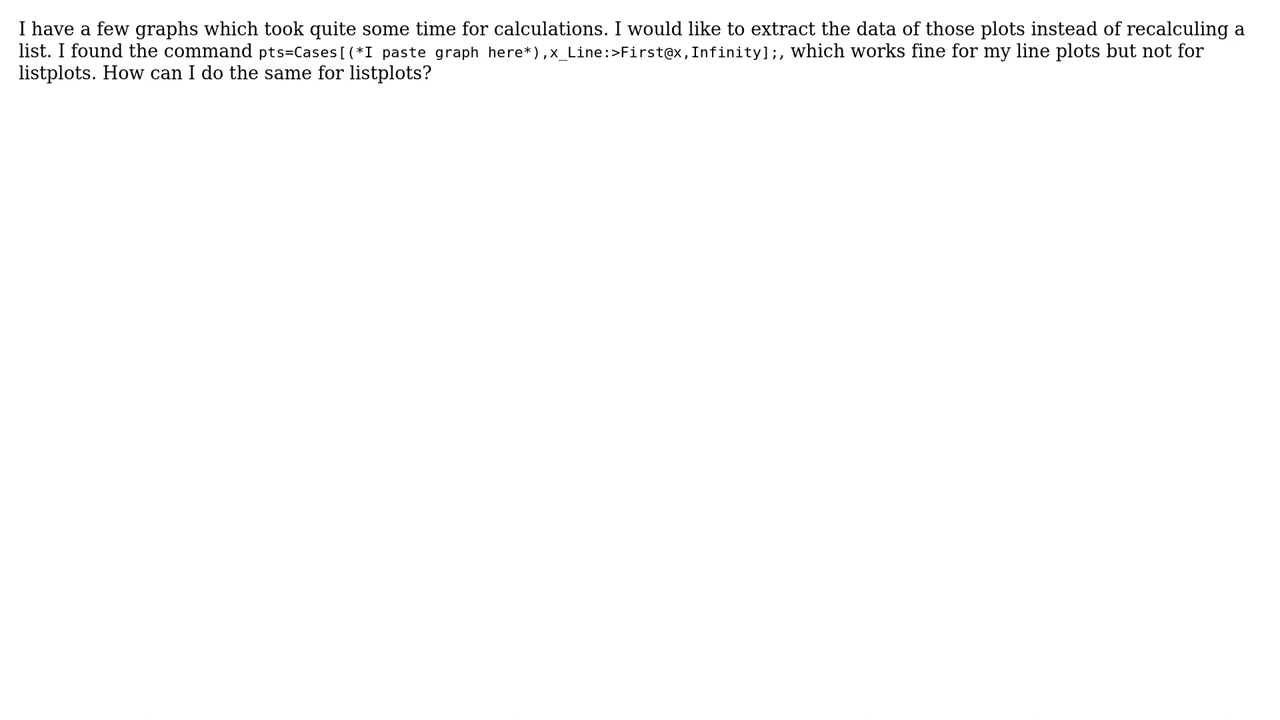 I have a few graphs which took quite some time for calculations. I would like to extract the data of those plots instead of recalculing a
list. I found the command pts=Cases[(*I paste graph here*),x_Line:>First@x,Infinity];, which works fine for my line plots but not for
listplots. How can I do the same for listplots?